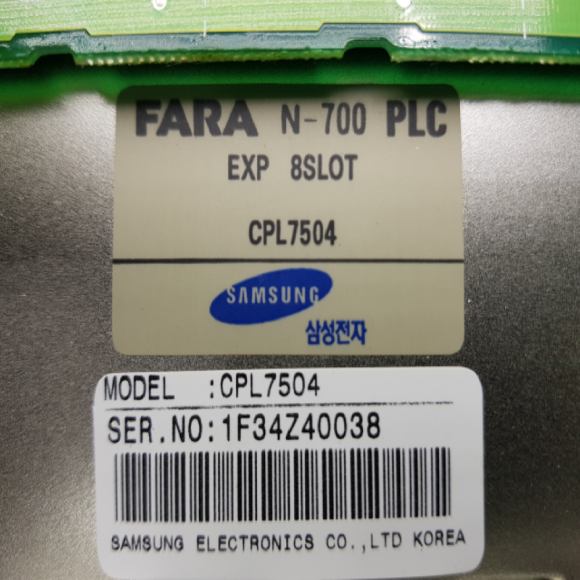 FARA N-700 PLC
EXP 8SLOT
CPL7504
SAMSUNG
삼성전자
MODEL :CPL7504
SER.NO:1F34Z40038
SAMSUNG ELECTRONICS CO.,LTD KOREA